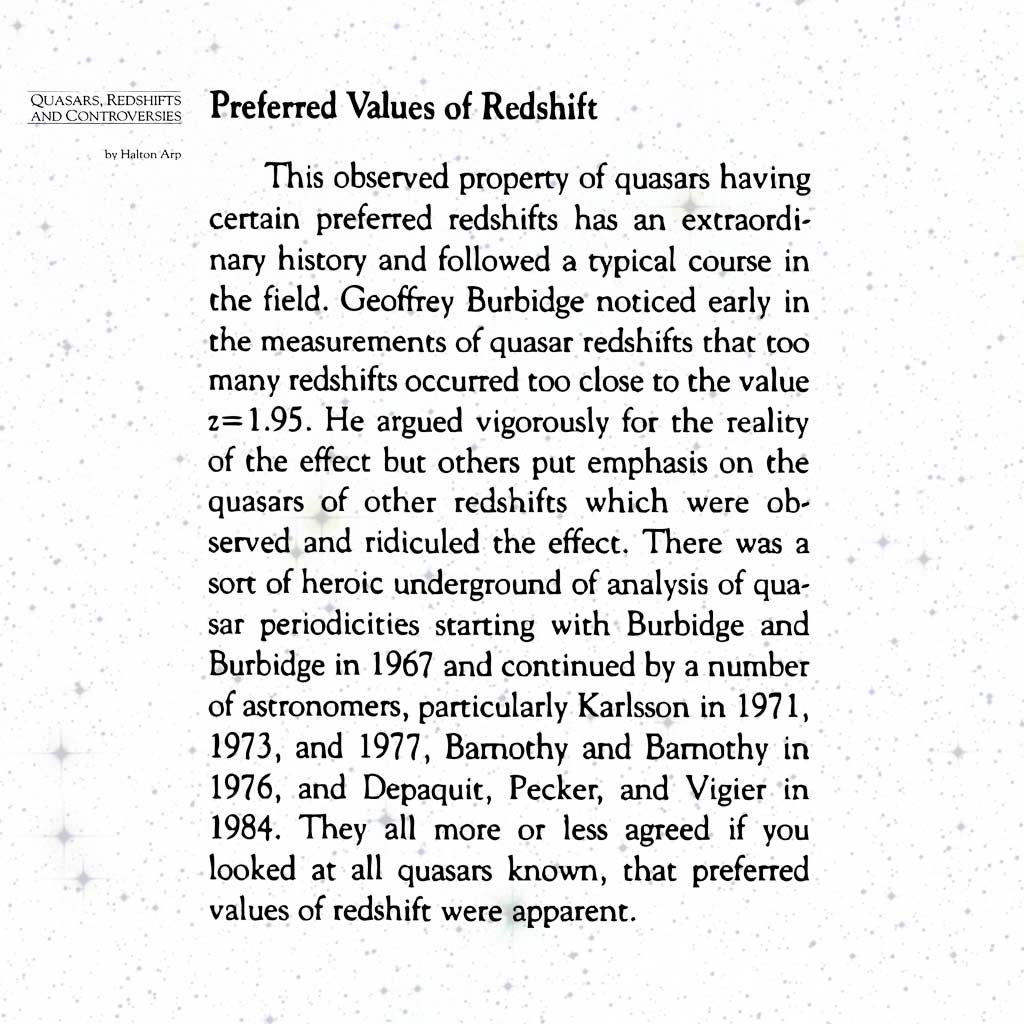 QUASARS, REDSHIFTS
AND CONTROVERSIES
by Halton Arp
Preferred Values of Redshift
This observed property of quasars having
certain preferred redshifts has an extraordi-
nary history and followed a typical course in
the field. Geoffrey Burbidge noticed early in
the measurements of quasar redshifts that too
many redshifts occurred too close to the value
z=1.95. He argued vigorously for the reality
of the effect but others put emphasis on the
quasars of other redshifts which were ob-
served and ridiculed the effect. There was a
sort of heroic underground of analysis of qua-
sar periodicities starting with Burbidge and
Burbidge in 1967 and continued by a number
of astronomers, particularly Karlsson in 1971,
1973, and 1977, Barnothy and Barnothy in
1976, and Depaquit, Pecker, and Vigier in
1984. They all more or less agreed if you
looked at all quasars known, that preferred
values of redshift were apparent.